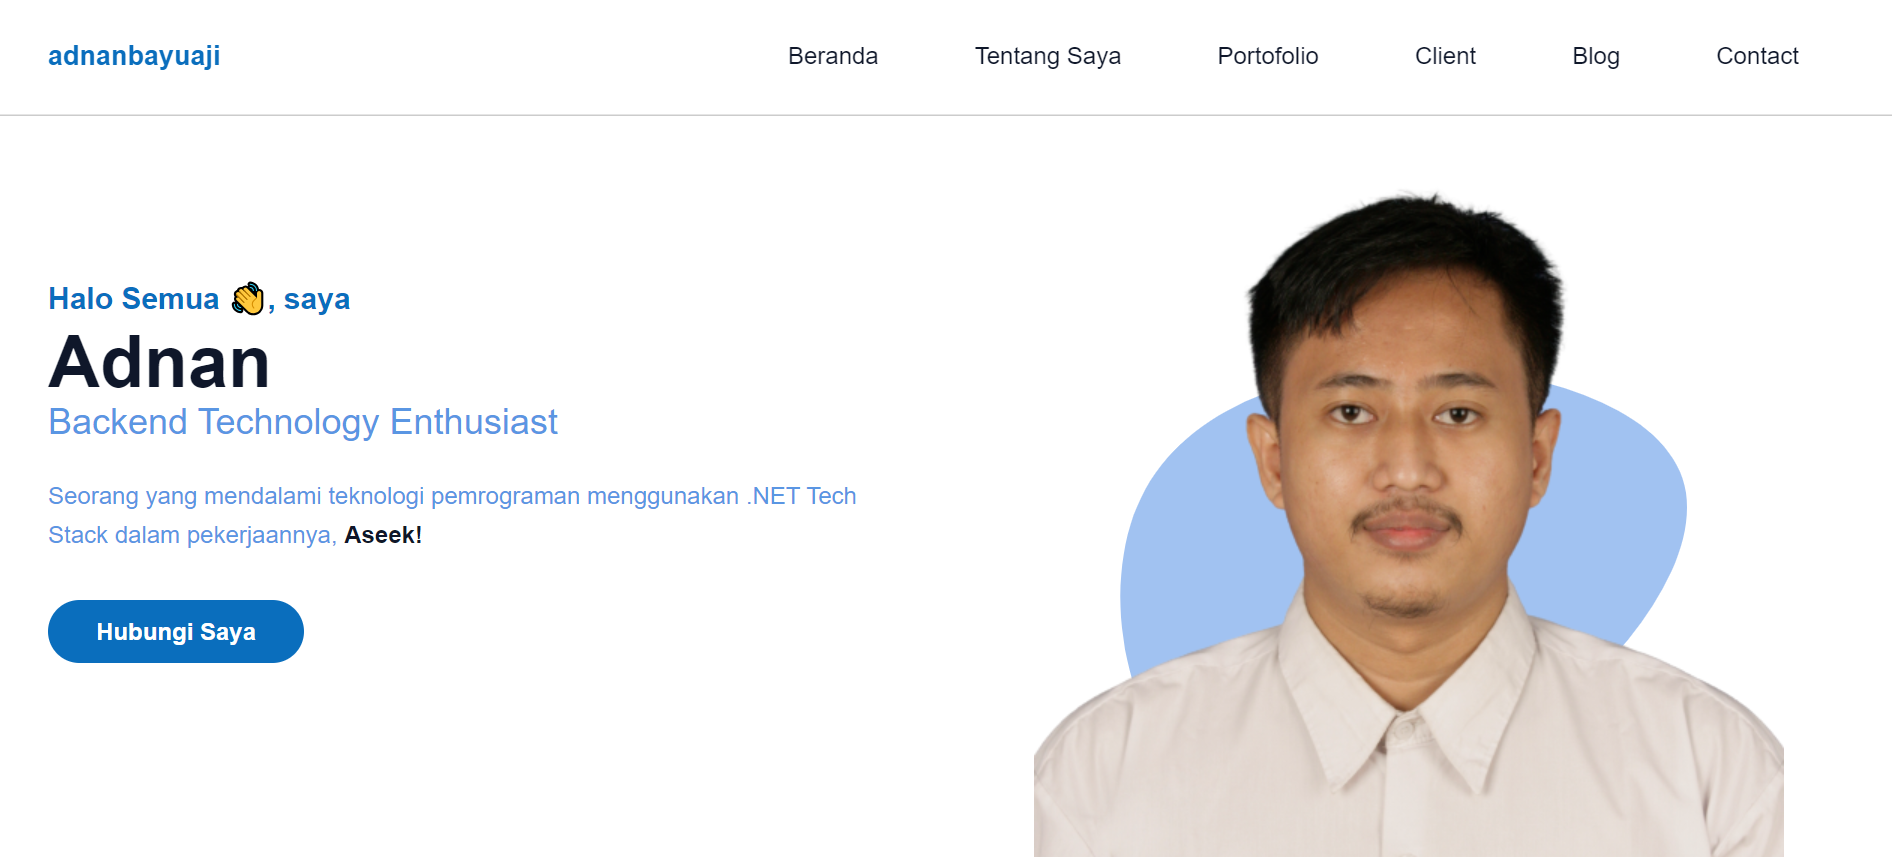 adnanbayuaji
Beranda Tentang Saya Portofolio Client Blog Contact
Halo Semua 👋, saya
Adnan
Backend Technology Enthusiast
Seorang yang mendalami teknologi pemrograman menggunakan .NET Tech
Stack dalam pekerjaannya, Aseek!
Hubungi Saya